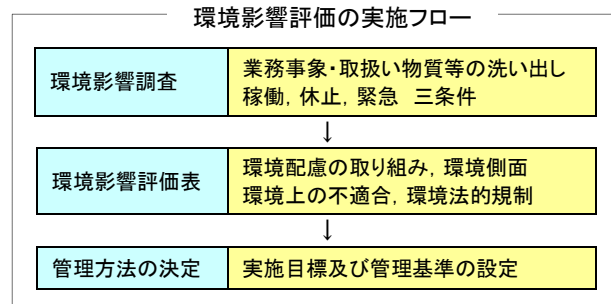 環境影響評価の実施フロー
環境影響調査
業務事象・取扱い物質等の洗い出し
稼働，休止，緊急　三条件
↓
環境影響評価表
環境配慮の取り組み，環境側面
環境上の不適合，環境法的規制
↓
管理方法の決定
実施目標及び管理基準の設定